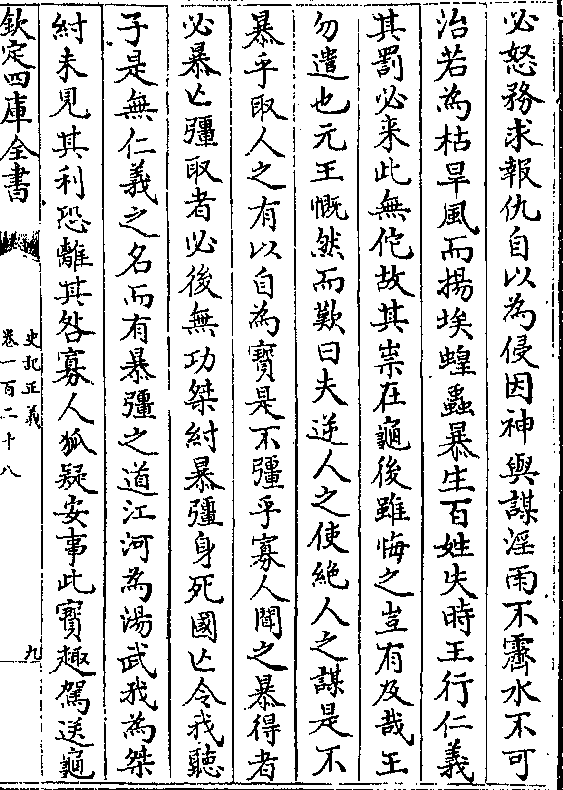 必怒務求報仇自以為侵因神與謀淫雨不霽水不可
治若為枯旱風而揚埃蝗蟲暴生百姓失時王行仁義
其罰必来此無佗故其祟在龜後雖悔之豈有及哉王
勿遣也元王慨然而歎曰夫逆人之使絶人之謀是不
暴乎取人之有以自為寳是不彊乎寡人聞之暴得者
必暴亡彊取者必後無功桀紂暴彊身死國亡今我聽
子是無仁義之名而有暴彊之道江河為湯武我為桀
紂未見其利恐離其咎寡人狐疑安事此寳趣駕送龜
欽定四庫全書
史記正義
卷一百二十八
九